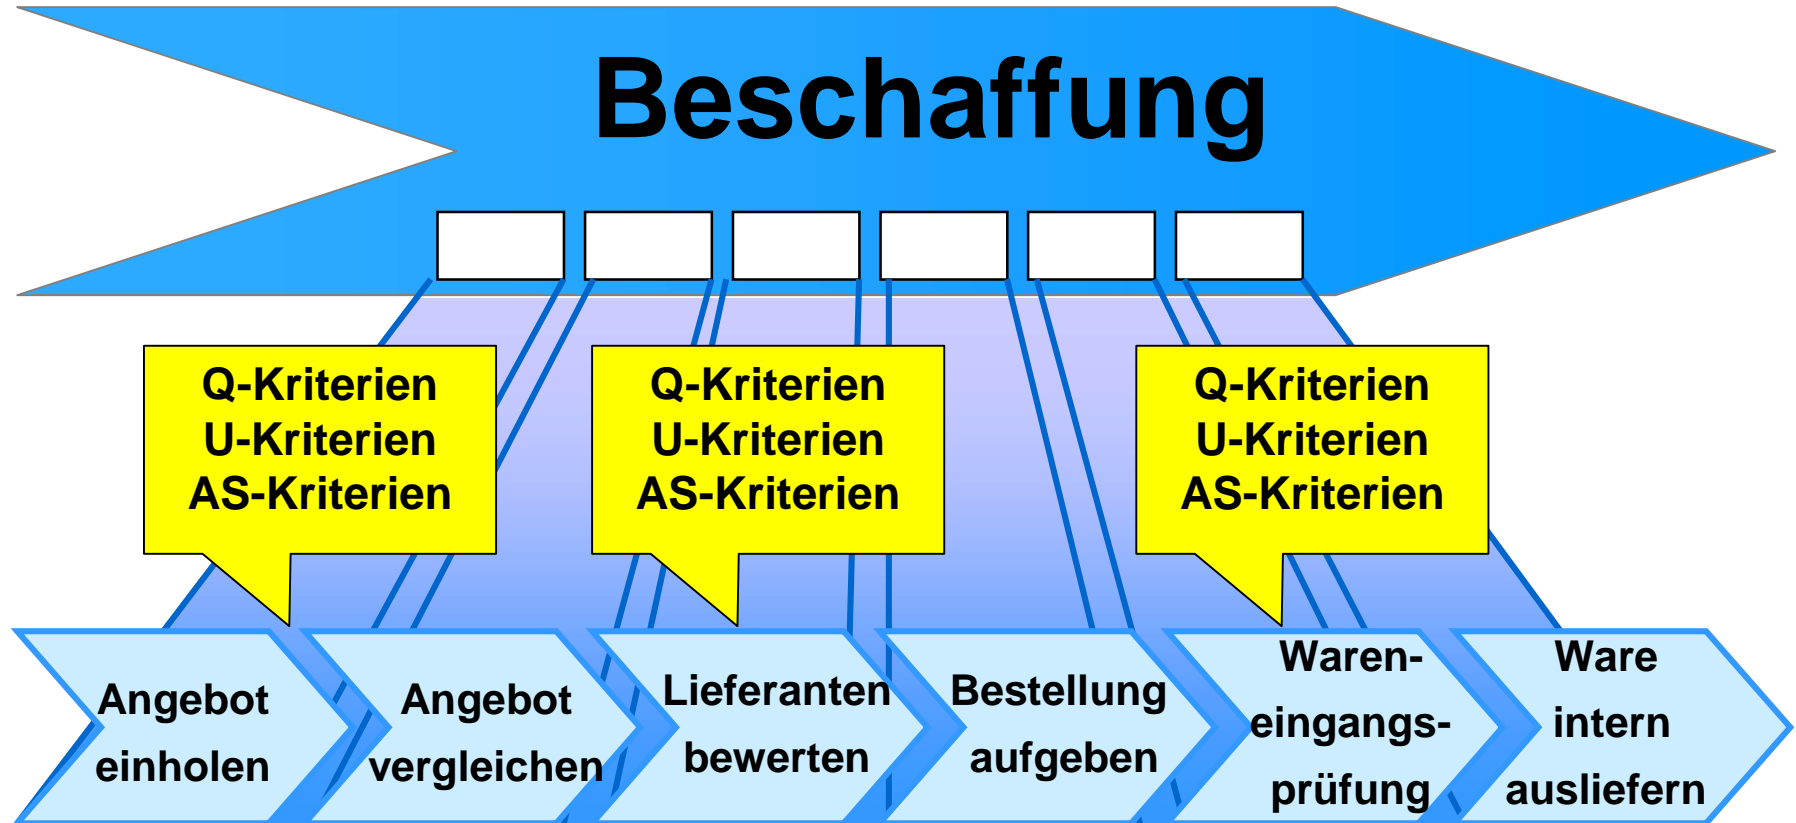 Beschaffung
Q-Kriterien
U-Kriterien
AS-Kriterien
Q-Kriterien
U-Kriterien
AS-Kriterien
Q-Kriterien
U-Kriterien
AS-Kriterien
Angebot
einholen
Angebot
vergleichen
Lieferanten
bewerten
Bestellung
aufgeben
Waren-
eingangs-
prüfung
Ware
intern
ausliefern